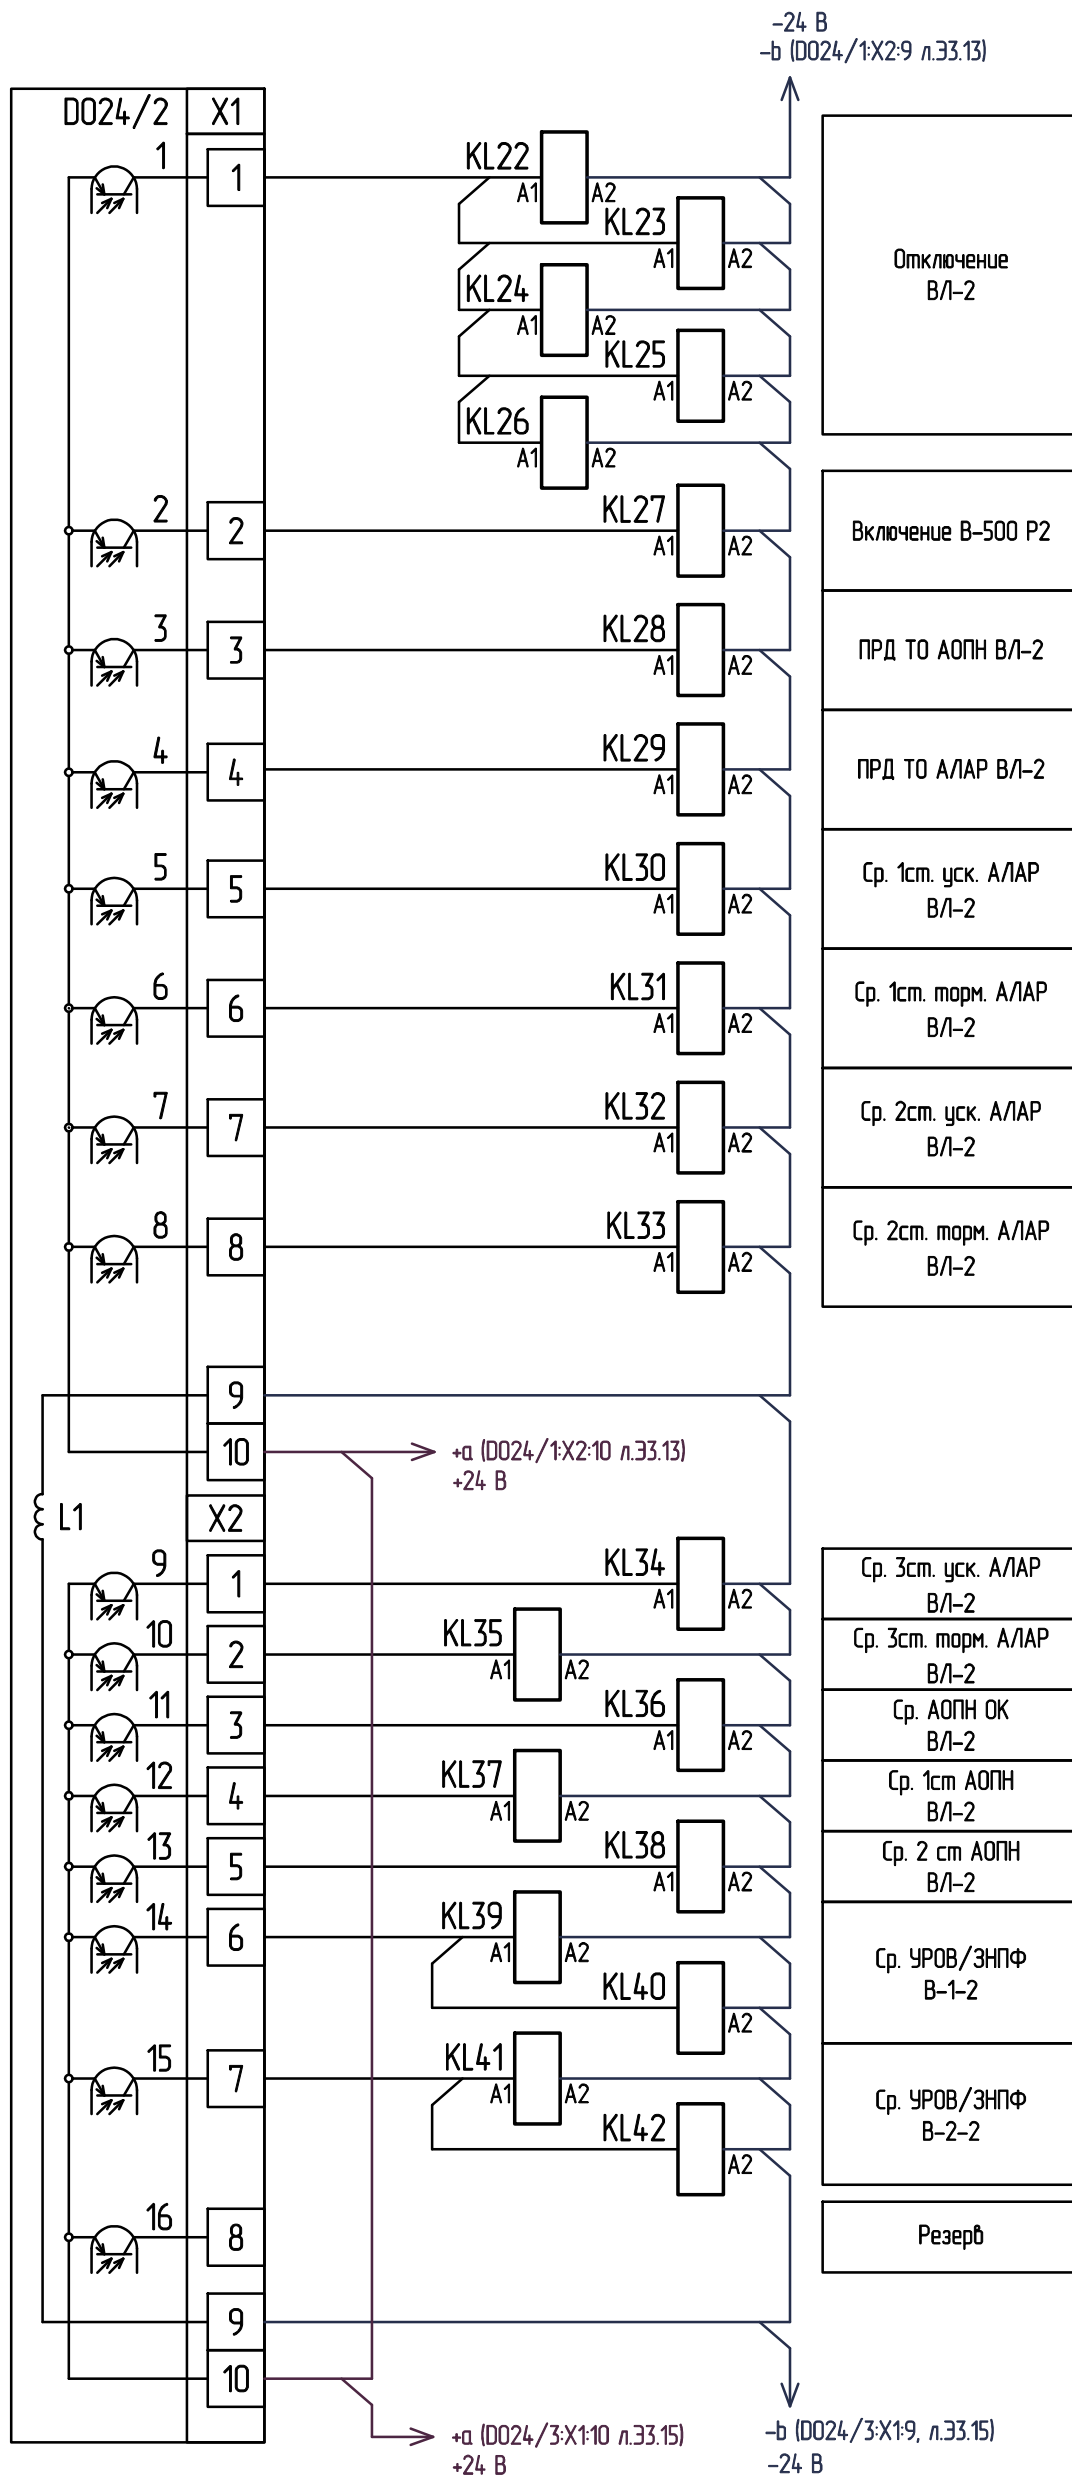 -24 В
-b (DO24/1:X2:9 л.Э3.13)
DO24/2 X1
1 1 KL22 A1 A2
KL23 A1 A2
KL24 A1 A2
KL25 A1 A2
KL26 A1 A2
Отключение
ВЛ-2
2 2 KL27 A1 A2
Включение В-500 Р2
3 3 KL28 A1 A2
ПРД ТО АОПН ВЛ-2
4 4 KL29 A1 A2
ПРД ТО АЛАР ВЛ-2
5 5 KL30 A1 A2
Ср. 1ст. уск. АЛАР
ВЛ-2
6 6 KL31 A1 A2
Ср. 1ст. торм. АЛАР
ВЛ-2
7 7 KL32 A1 A2
Ср. 2ст. уск. АЛАР
ВЛ-2
8 8 KL33 A1 A2
Ср. 2ст. торм. АЛАР
ВЛ-2
9
10
+a (DO24/1:X2:10 л.Э3.13)
+24 В
L1 X2
9 1 KL34 A1 A2
Ср. 3ст. уск. АЛАР
ВЛ-2
10 2 KL35 A1 A2
Ср. 3ст. торм. АЛАР
ВЛ-2
11 3 KL36 A1 A2
Ср. АОПН ОК
ВЛ-2
12 4 KL37 A1 A2
Ср. 1ст АОПН
ВЛ-2
13 5 KL38 A1 A2
Ср. 2 ст АОПН
ВЛ-2
14 6 KL39 A1 A2
KL40 A2
Ср. УРОВ/ЗНПФ
В-1-2
15 7 KL41 A1 A2
KL42 A2
Ср. УРОВ/ЗНПФ
В-2-2
16 8
Резерв
9
10
+a (DO24/3:X1:10 л.Э3.15)
+24 В
-b (DO24/3:X1:9, л.Э3.15)
-24 В